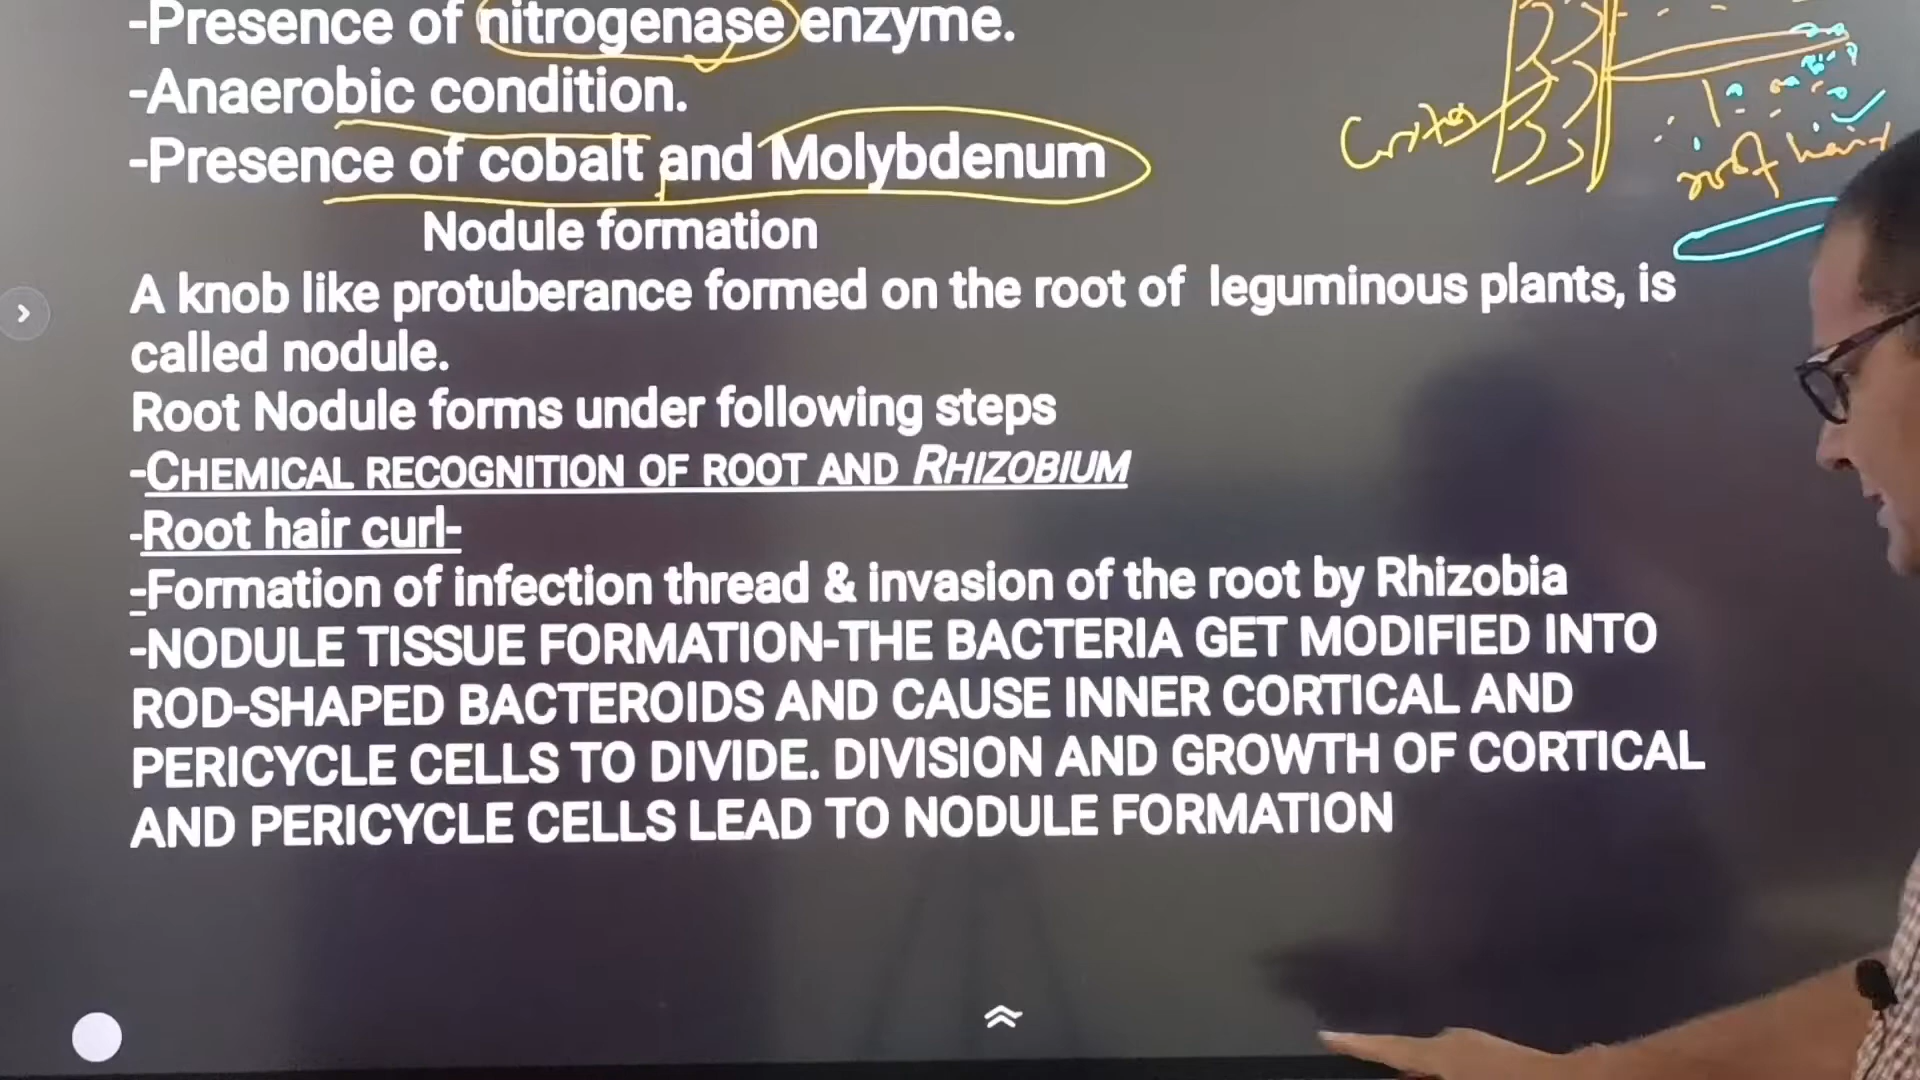 -Presence of nitrogenase enzyme.
-Anaerobic condition.
-Presence of cobalt and Molybdenum
Cortex
root hair
Nodule formation
A knob like protuberance formed on the root of leguminous plants, is
called nodule.
Root Nodule forms under following steps
-CHEMICAL RECOGNITION OF ROOT AND RHIZOBIUM
-Root hair curl-
-Formation of infection thread & invasion of the root by Rhizobia
-NODULE TISSUE FORMATION-THE BACTERIA GET MODIFIED INTO
ROD-SHAPED BACTEROIDS AND CAUSE INNER CORTICAL AND
PERICYCLE CELLS TO DIVIDE. DIVISION AND GROWTH OF CORTICAL
AND PERICYCLE CELLS LEAD TO NODULE FORMATION